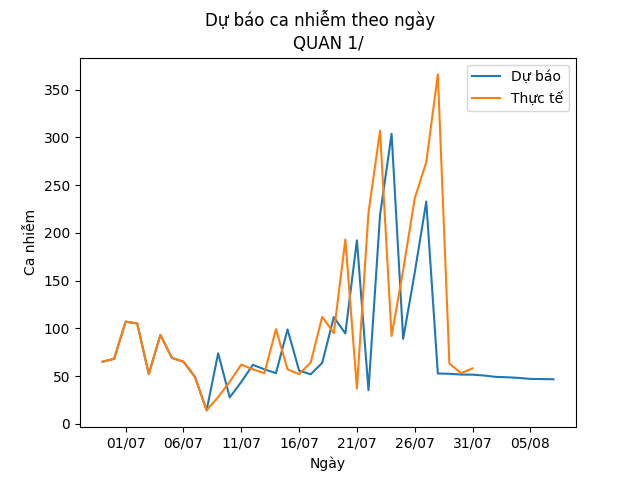 Dự báo ca nhiễm theo ngày
QUAN 1/
Dự báo
Thực tế
Ca nhiễm
350
300
250
200
150
100
50
0
01/07 06/07 11/07 16/07 21/07 26/07 31/07 05/08
Ngày